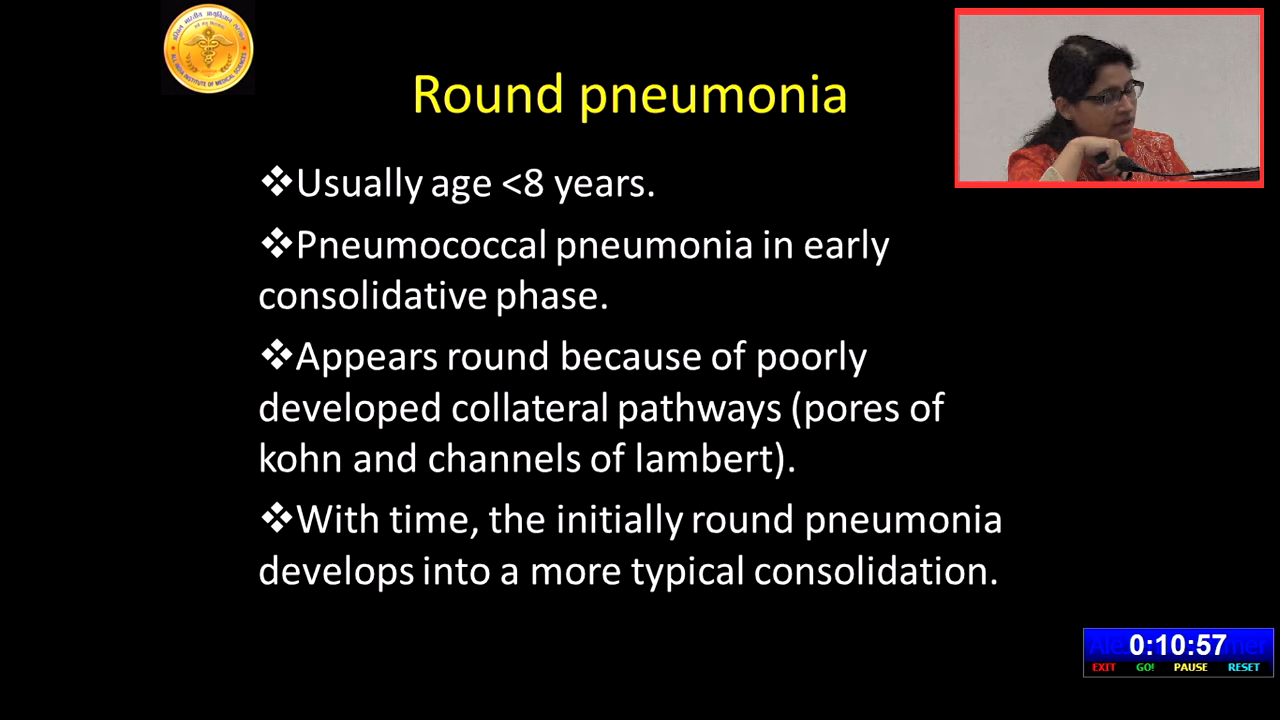 Round pneumonia
❖Usually age <8 years.
❖Pneumococcal pneumonia in early
consolidative phase.
❖Appears round because of poorly
developed collateral pathways (pores of
kohn and channels of lambert).
❖With time, the initially round pneumonia
develops into a more typical consolidation.
0:10:57
EXIT GO! PAUSE RESET